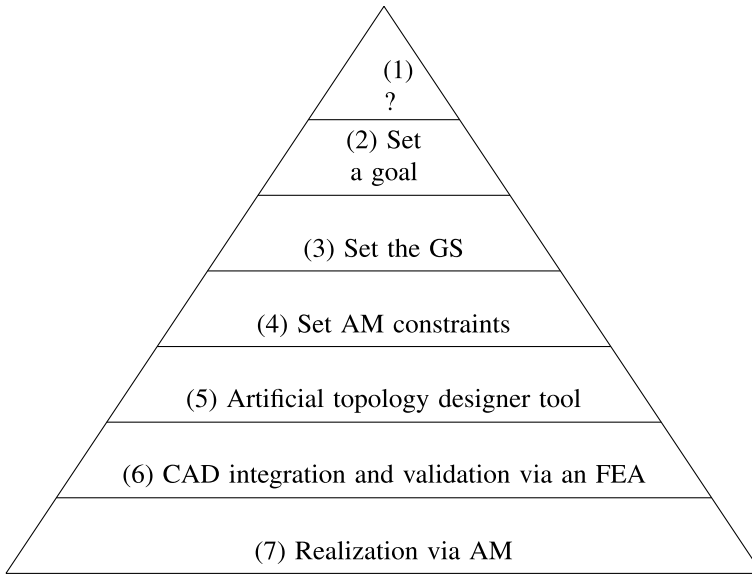 (1)
?
(2) Set
a goal
(3) Set the GS
(4) Set AM constraints
(5) Artificial topology designer tool
(6) CAD integration and validation via an FEA
(7) Realization via AM